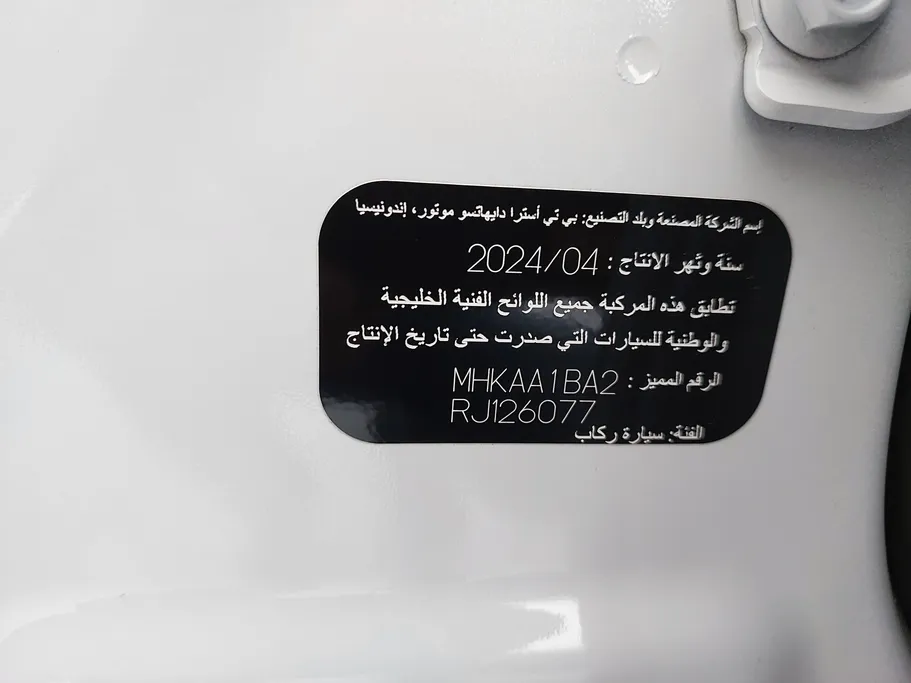 إسم الشركة المصنعة وبلد التصنيع: بي تي أسترا دايهاتسو موتور، إندونيسيا
سنة وشهر الانتاج : 2024/04
تطابق هذه المركبة جميع اللوائح الفنية الخليجية
والوطنية للسيارات التي صدرت حتى تاريخ الإنتاج
الرقم المميز : MHKAA1BA2
RJ126077
الفئة: سيارة ركاب